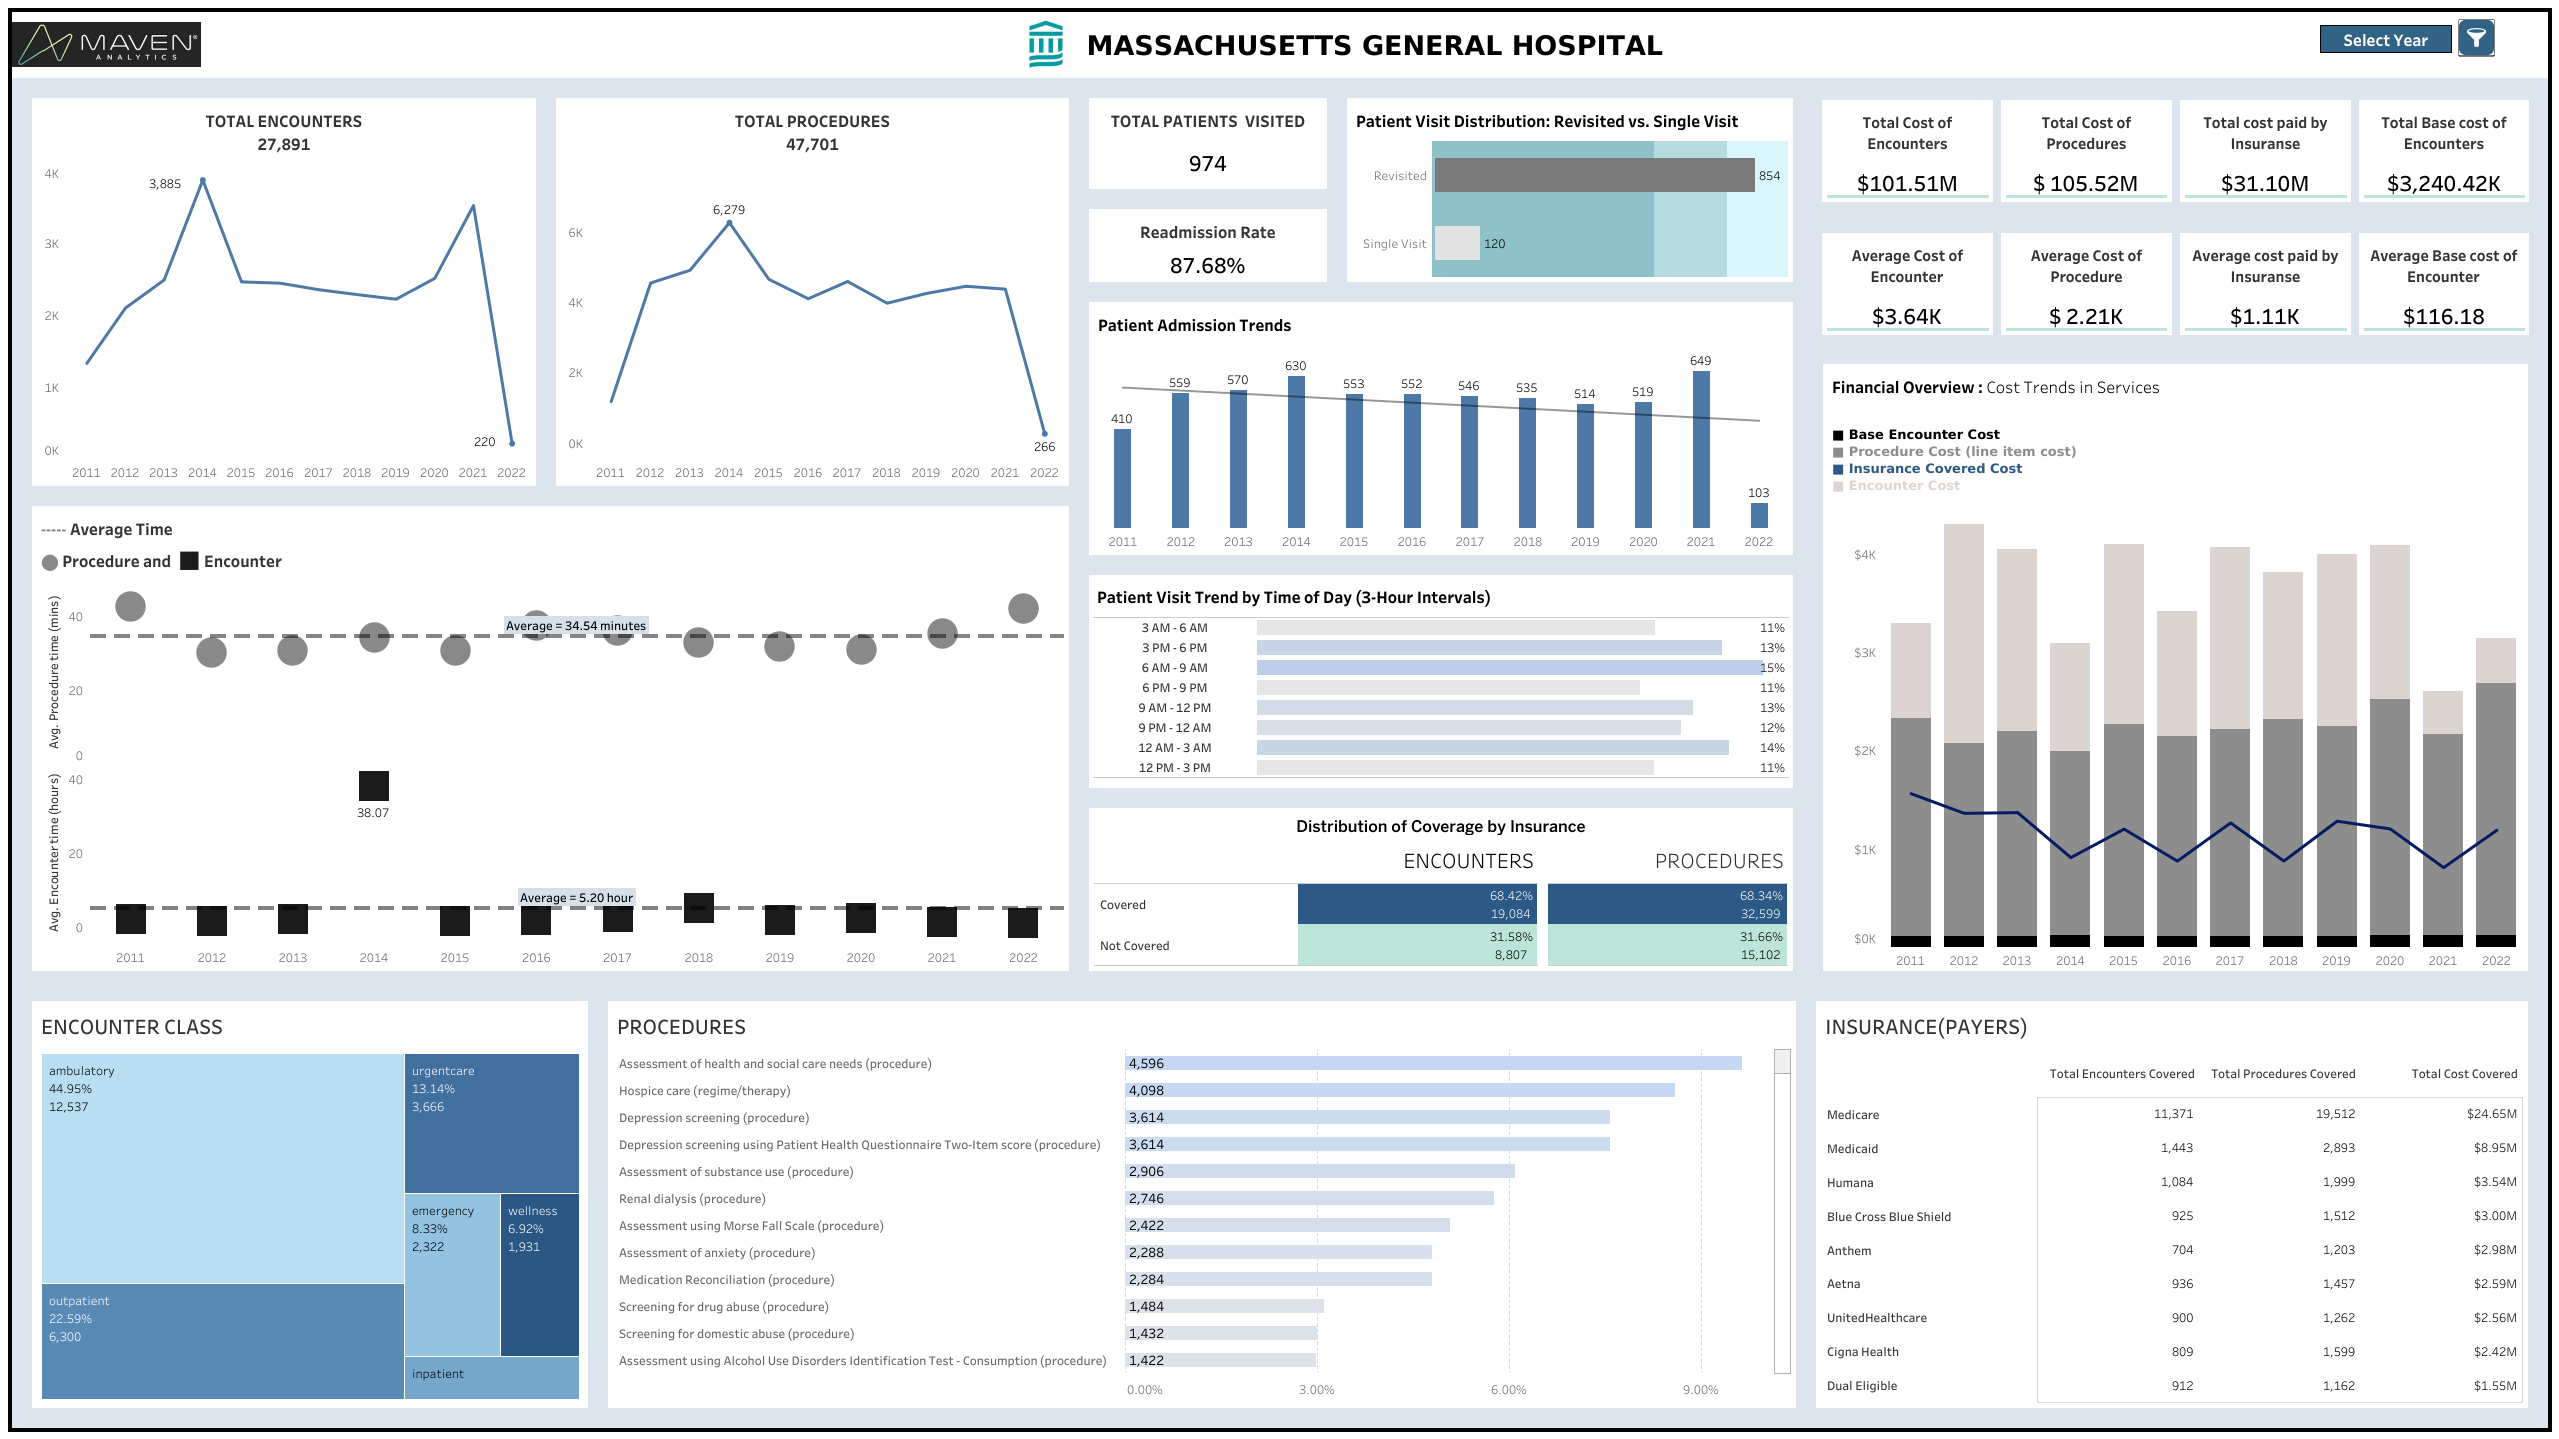 MAVEN®
ANALYTICS
MASSACHUSETTS GENERAL HOSPITAL
Select Year
TOTAL ENCOUNTERS
27,891
4K
3K
2K
1K
0K
3,885
220
2011 2012 2013 2014 2015 2016 2017 2018 2019 2020 2021 2022
TOTAL PROCEDURES
47,701
6K
4K
2K
0K
6,279
266
2011 2012 2013 2014 2015 2016 2017 2018 2019 2020 2021 2022
TOTAL PATIENTS VISITED
974
Readmission Rate
87.68%
Patient Visit Distribution: Revisited vs. Single Visit
Revisited 854
Single Visit 120
Total Cost of
Encounters
$101.51M
Total Cost of
Procedures
$ 105.52M
Total cost paid by
Insuranse
$31.10M
Total Base cost of
Encounters
$3,240.42K
Average Cost of
Encounter
$3.64K
Average Cost of
Procedure
$ 2.21K
Average cost paid by
Insuranse
$1.11K
Average Base cost of
Encounter
$116.18
Patient Admission Trends
410 559 570 630 553 552 546 535 514 519 649 103
2011 2012 2013 2014 2015 2016 2017 2018 2019 2020 2021 2022
Financial Overview : Cost Trends in Services
Base Encounter Cost
Procedure Cost (line item cost)
Insurance Covered Cost
Encounter Cost
$4K
$3K
$2K
$1K
$0K
2011 2012 2013 2014 2015 2016 2017 2018 2019 2020 2021 2022
----- Average Time
Procedure and Encounter
Avg. Procedure time (mins)
40
20
0
Average = 34.54 minutes
Avg. Encounter time (hours)
40
20
0
38.07
Average = 5.20 hour
2011 2012 2013 2014 2015 2016 2017 2018 2019 2020 2021 2022
Patient Visit Trend by Time of Day (3-Hour Intervals)
3 AM - 6 AM 11%
3 PM - 6 PM 13%
6 AM - 9 AM 15%
6 PM - 9 PM 11%
9 AM - 12 PM 13%
9 PM - 12 AM 12%
12 AM - 3 AM 14%
12 PM - 3 PM 11%
Distribution of Coverage by Insurance
ENCOUNTERS PROCEDURES
Covered
68.42% 68.34%
19,084 32,599
Not Covered
31.58% 31.66%
8,807 15,102
ENCOUNTER CLASS
ambulatory
44.95%
12,537
outpatient
22.59%
6,300
urgentcare
13.14%
3,666
emergency
8.33%
2,322
wellness
6.92%
1,931
inpatient
PROCEDURES
Assessment of health and social care needs (procedure) 4,596
Hospice care (regime/therapy) 4,098
Depression screening (procedure) 3,614
Depression screening using Patient Health Questionnaire Two-Item score (procedure) 3,614
Assessment of substance use (procedure) 2,906
Renal dialysis (procedure) 2,746
Assessment using Morse Fall Scale (procedure) 2,422
Assessment of anxiety (procedure) 2,288
Medication Reconciliation (procedure) 2,284
Screening for drug abuse (procedure) 1,484
Screening for domestic abuse (procedure) 1,432
Assessment using Alcohol Use Disorders Identification Test - Consumption (procedure) 1,422
0.00% 3.00% 6.00% 9.00%
INSURANCE(PAYERS)
Total Encounters Covered Total Procedures Covered Total Cost Covered
Medicare 11,371 19,512 $24.65M
Medicaid 1,443 2,893 $8.95M
Humana 1,084 1,999 $3.54M
Blue Cross Blue Shield 925 1,512 $3.00M
Anthem 704 1,203 $2.98M
Aetna 936 1,457 $2.59M
UnitedHealthcare 900 1,262 $2.56M
Cigna Health 809 1,599 $2.42M
Dual Eligible 912 1,162 $1.55M